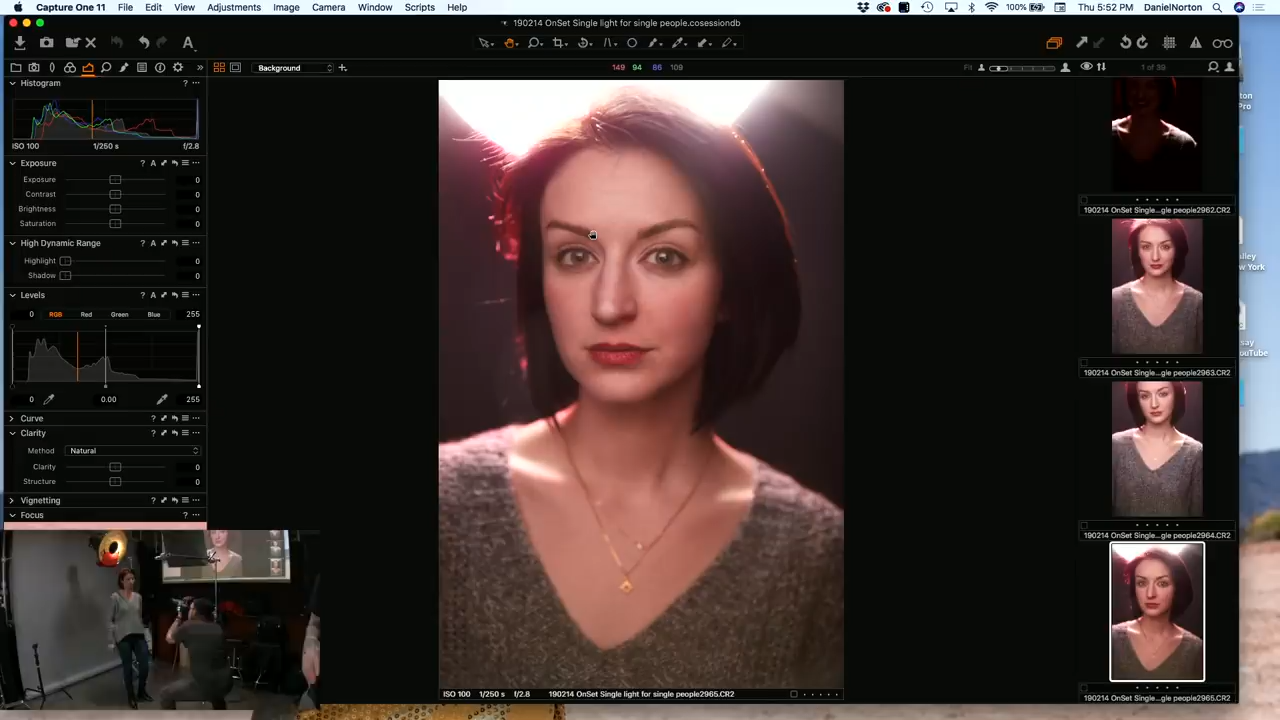 Capture One 11 File Edit View Adjustments Image Camera Window Scripts Help 100% Thu 5:52 PM DanielNorton
190214 OnSet Single light for single people.cosessiondb
Background
149 94 86 109
Fit
1 of 39
Histogram
ISO 100 1/250 s f/2.8
Exposure
Exposure 0
Contrast 0
Brightness 0
Saturation 0
High Dynamic Range
Highlight 0
Shadow 0
Levels
0 RGB Red Green Blue 255
0 0.00 255
Curve
Clarity
Method Natural
Clarity 0
Structure 0
Vignetting
Focus
ISO 100 1/250 s f/2.8 190214 OnSet Single light for single people2965.CR2
190214 OnSet Single...gle people2962.CR2
190214 OnSet Single...gle people2963.CR2
190214 OnSet Single...gle people2964.CR2
190214 OnSet Single...gle people2965.CR2
ton
Pro
alley
w York
say
ouTube